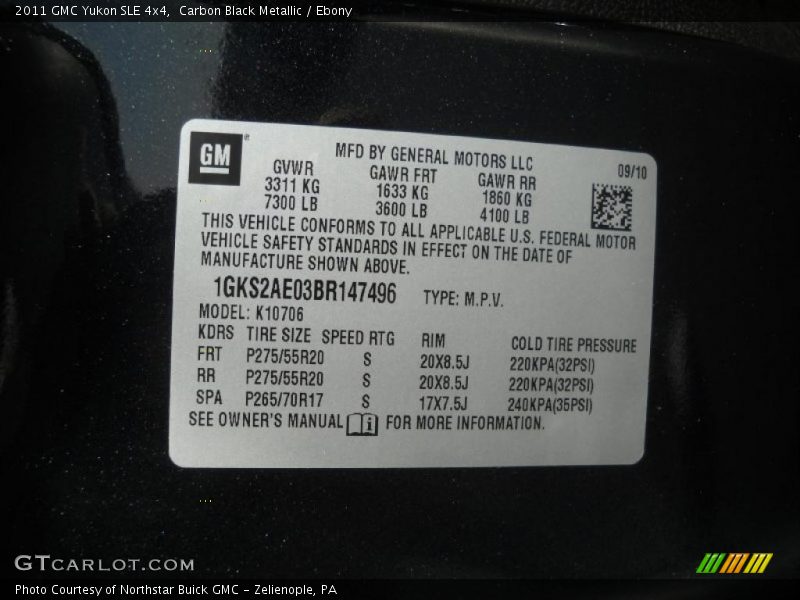 2011 GMC Yukon SLE 4x4,  Carbon Black Metallic / Ebony
GM
MFD BY GENERAL MOTORS LLC
09/10
GVWR GAWR FRT GAWR RR
3311 KG 1633 KG 1860 KG
7300 LB 3600 LB 4100 LB
THIS VEHICLE CONFORMS TO ALL APPLICABLE U.S. FEDERAL MOTOR
VEHICLE SAFETY STANDARDS IN EFFECT ON THE DATE OF
MANUFACTURE SHOWN ABOVE.
1GKS2AE03BR147496 TYPE: M.P.V.
MODEL: K10706
KDRS TIRE SIZE SPEED RTG RIM COLD TIRE PRESSURE
FRT P275/55R20 S 20X8.5J 220KPA(32PSI)
RR P275/55R20 S 20X8.5J 220KPA(32PSI)
SPA P265/70R17 S 17X7.5J 240KPA(35PSI)
SEE OWNER'S MANUAL i FOR MORE INFORMATION.
GTCARLOT.COM
Photo Courtesy of Northstar Buick GMC - Zelienople, PA